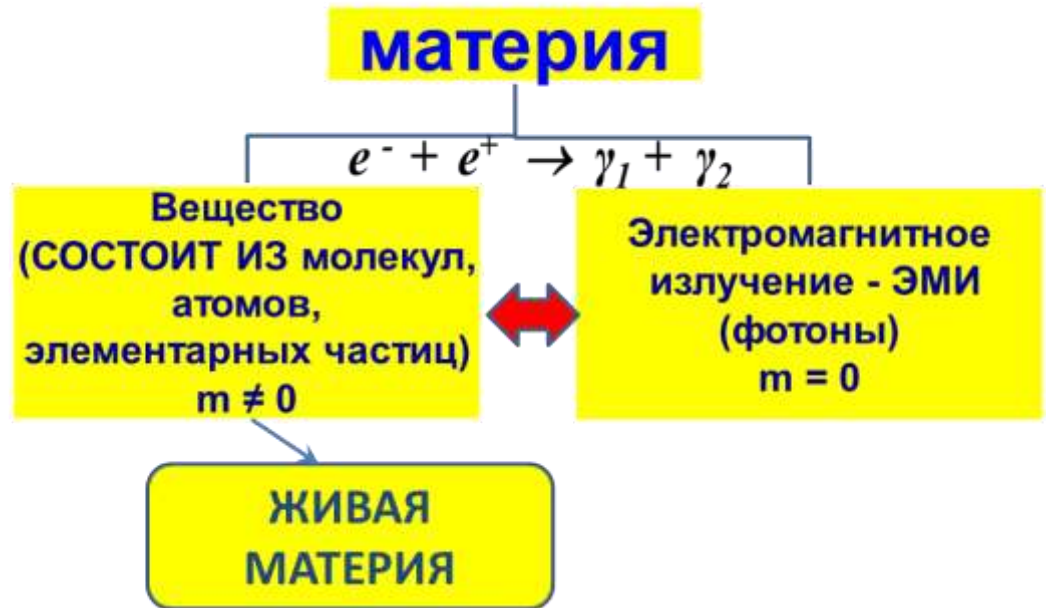 материя
e⁻ + e⁺ → γ₁ + γ₂
Вещество
(СОСТОИТ ИЗ молекул,
атомов,
элементарных частиц)
m ≠ 0
Электромагнитное
излучение - ЭМИ
(фотоны)
m = 0
ЖИВАЯ
МАТЕРИЯ